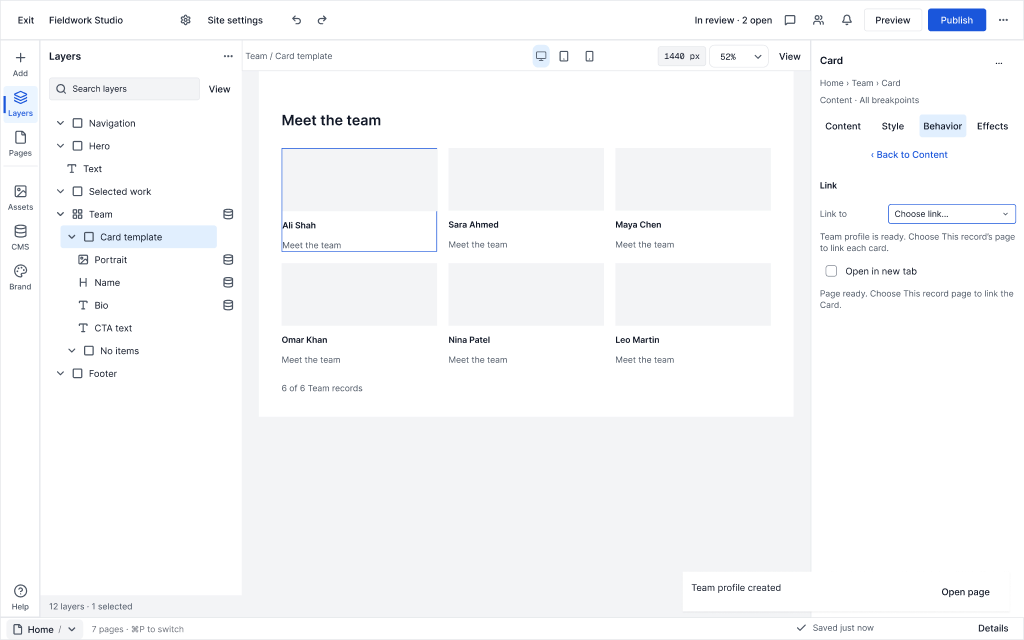 Exit Fieldwork Studio Site settings In review · 2 open Preview Publish
Add
Layers
Pages
Assets
CMS
Brand
Help
Layers
Search layers View
Navigation
Hero
Text
Selected work
Team
Card template
Portrait
Name
Bio
CTA text
No items
Footer
12 layers · 1 selected
Team / Card template 1440 px 52% View
Meet the team
Ali Shah
Meet the team
Sara Ahmed
Meet the team
Maya Chen
Meet the team
Omar Khan
Meet the team
Nina Patel
Meet the team
Leo Martin
Meet the team
6 of 6 Team records
Card
Home › Team › Card
Content · All breakpoints
Content Style Behavior Effects
‹ Back to Content
Link
Link to Choose link...
Team profile is ready. Choose This record's page
to link each card.
Open in new tab
Page ready. Choose This record page to link the
Card.
Team profile created Open page
Home / 7 pages · ⌘P to switch Saved just now Details